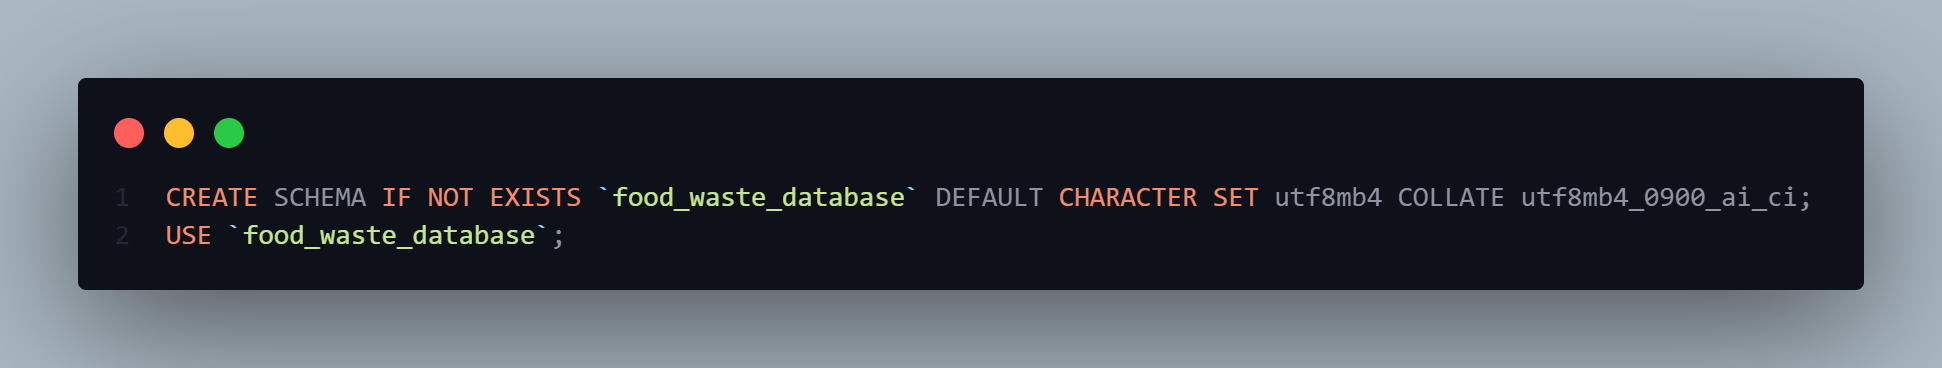 1 CREATE SCHEMA IF NOT EXISTS `food_waste_database` DEFAULT CHARACTER SET utf8mb4 COLLATE utf8mb4_0900_ai_ci;
2 USE `food_waste_database`;